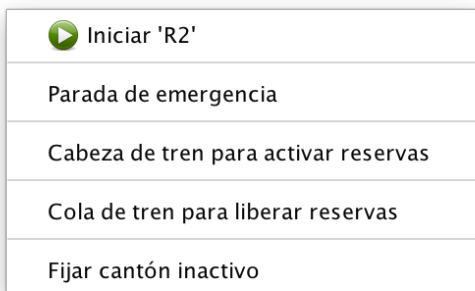 Iniciar 'R2'
Parada de emergencia
Cabeza de tren para activar reservas
Cola de tren para liberar reservas
Fijar cantón inactivo